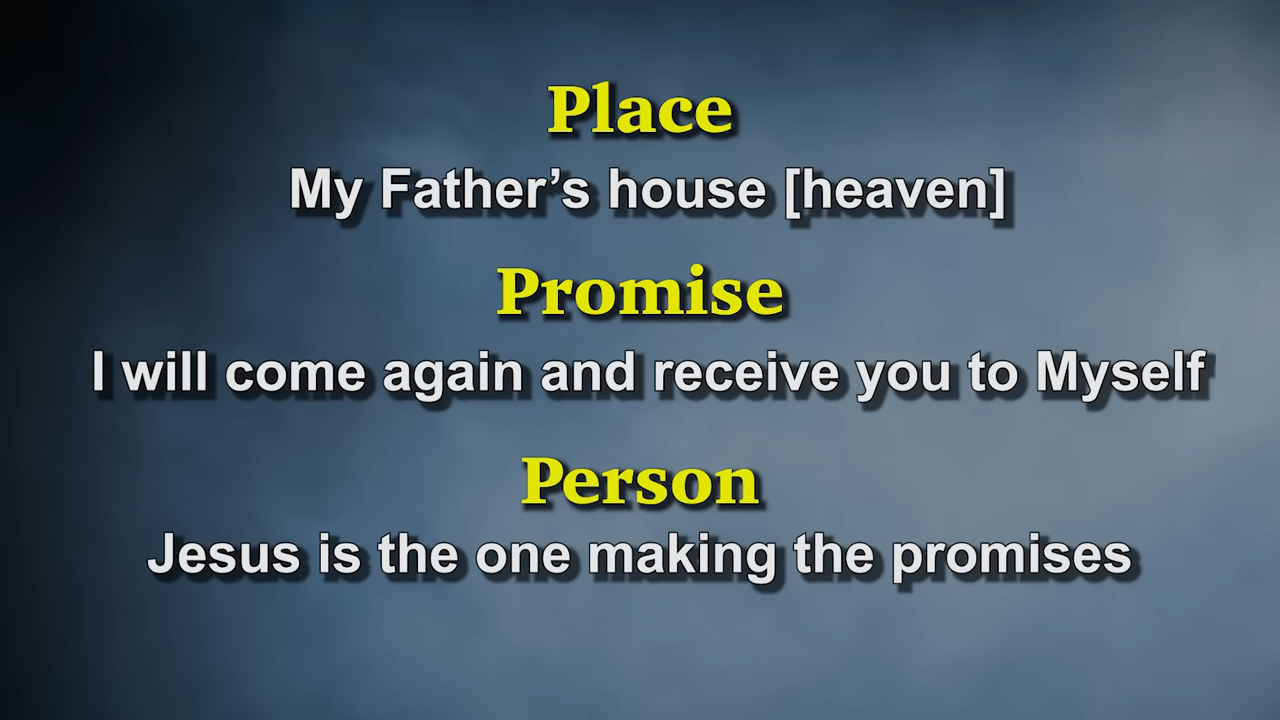 Place
My Father’s house [heaven]
Promise
I will come again and receive you to Myself
Person
Jesus is the one making the promises